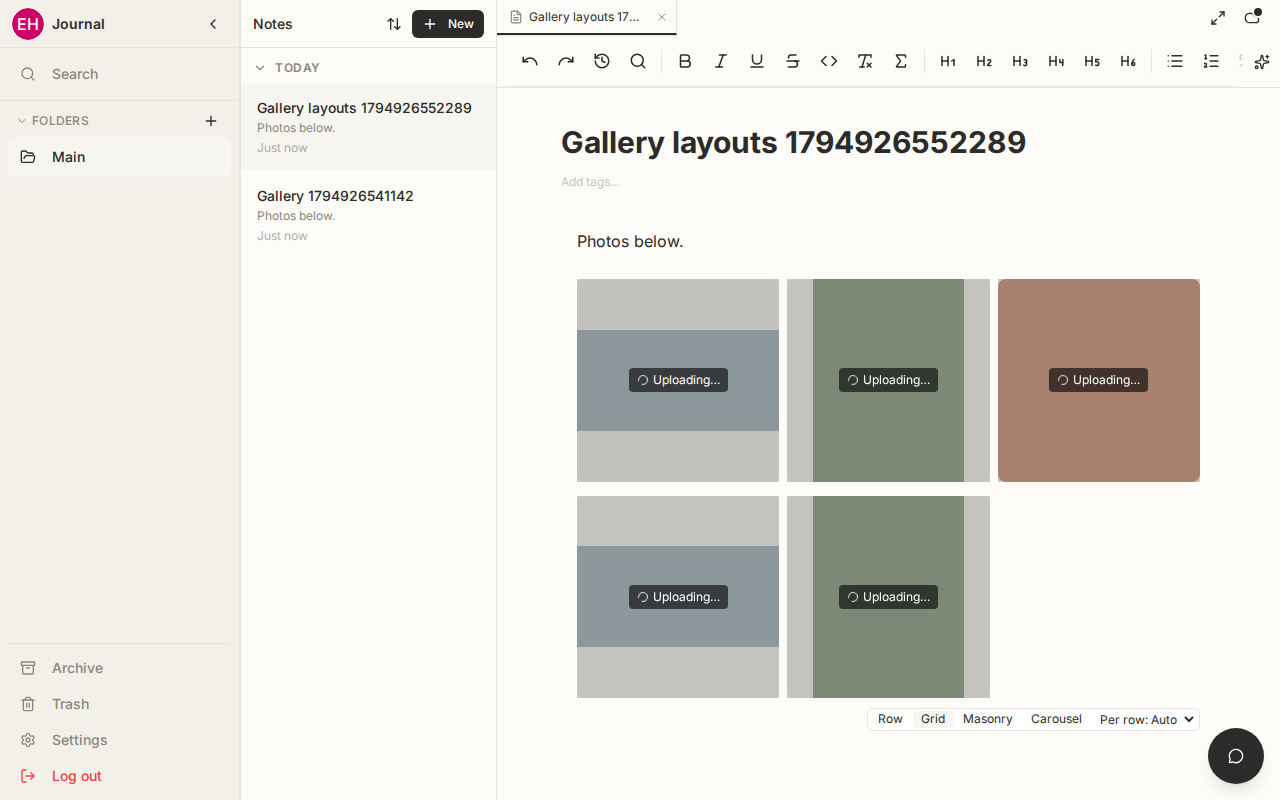 EH Journal
Search
FOLDERS
Main
Archive
Trash
Settings
Log out
Notes
New
TODAY
Gallery layouts 1794926552289
Photos below.
Just now
Gallery 1794926541142
Photos below.
Just now
Gallery layouts 17...
B I U S H1 H2 H3 H4 H5 H6
Gallery layouts 1794926552289
Add tags...
Photos below.
Uploading... Uploading... Uploading...
Uploading... Uploading...
Row Grid Masonry Carousel Per row: Auto